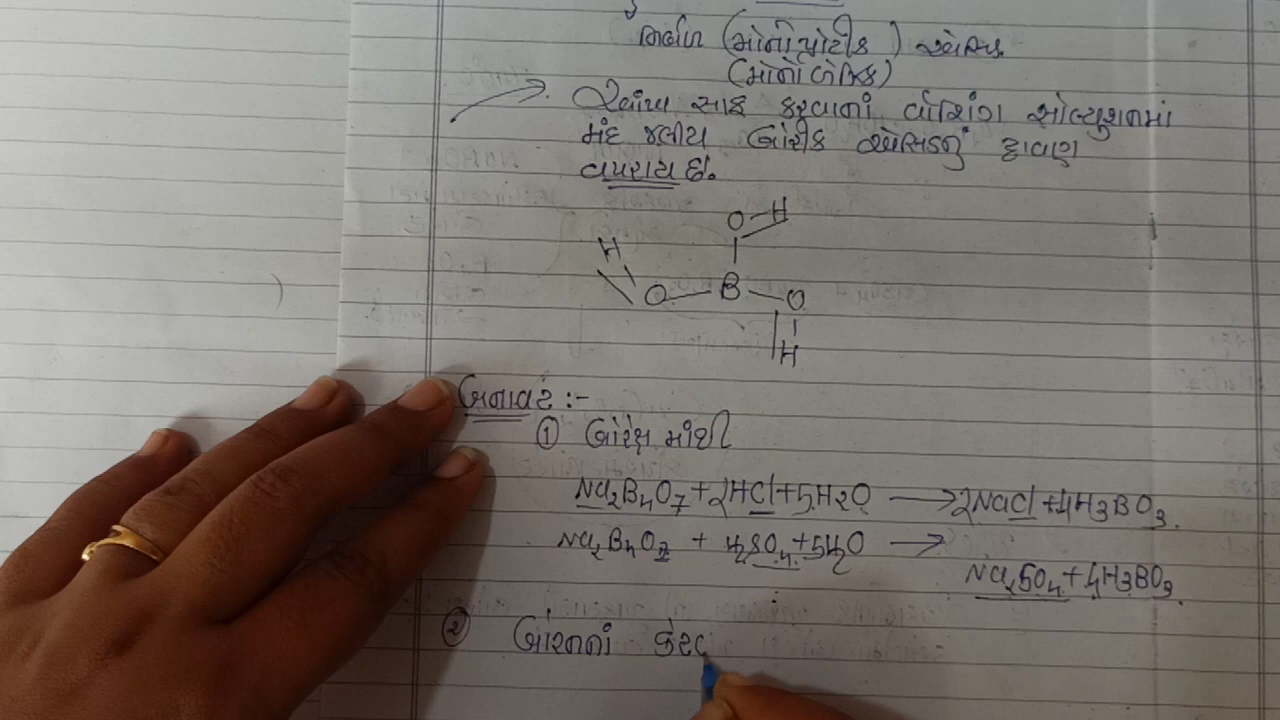 નિર્બળ (મોનોપ્રોટીક) એસિડ
(મોનોબેઝિક)
સાફ કરવાનાં વૉશિંગ સોલ્યુશનમાં
મંદ જલીય બોરીક એસિડનું દ્રાવણ
વપરાય છે.
O-H
H
O-B-O
H
બનાવટ :-
① બોરેક્ષ માંથી
Na₂B₄O₇+2HCl+5H₂O ⟶ 2NaCl+4H₃BO₃.
Na₂B₄O₇ + H₂SO₄+5H₂O ⟶
Na₂SO₄+4H₃BO₃.
② બોરનનાં કેટલ